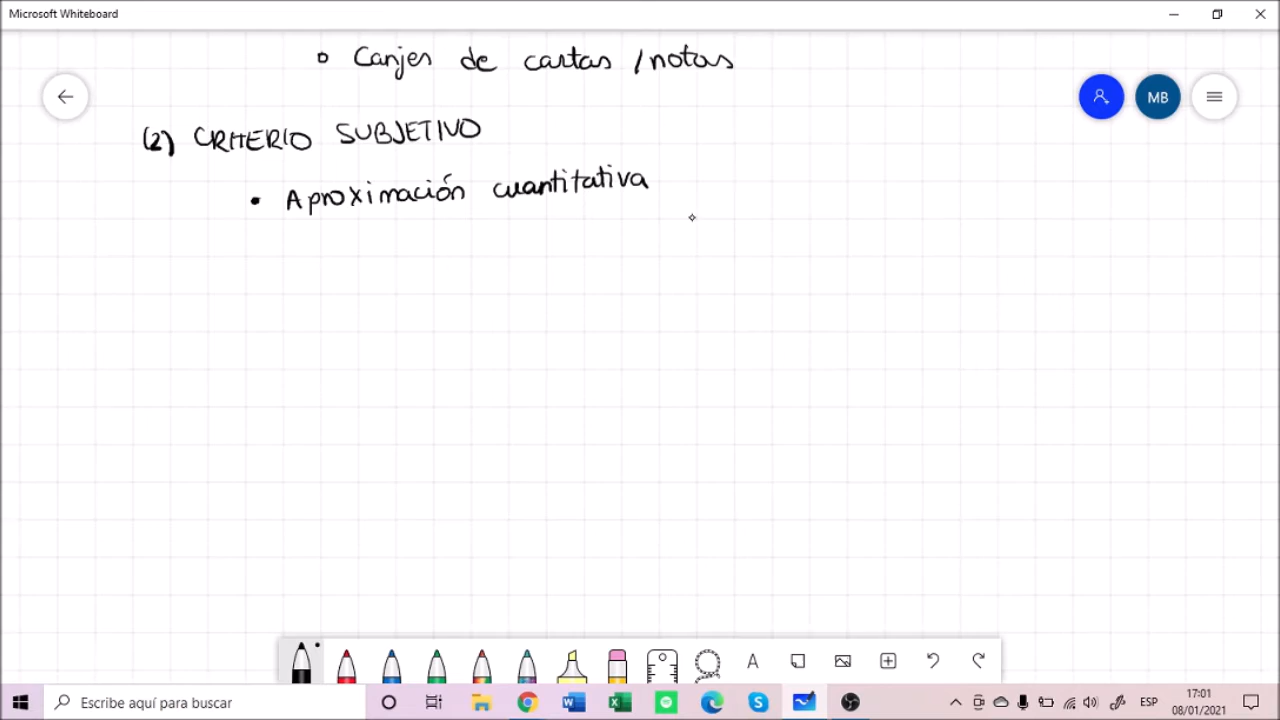 Microsoft Whiteboard
Canjes de cartas / notas
MB
(2) CRITERIO SUBJETIVO
• Aproximación cuantitativa
A
Escribe aquí para buscar
ESP
17:01
08/01/2021